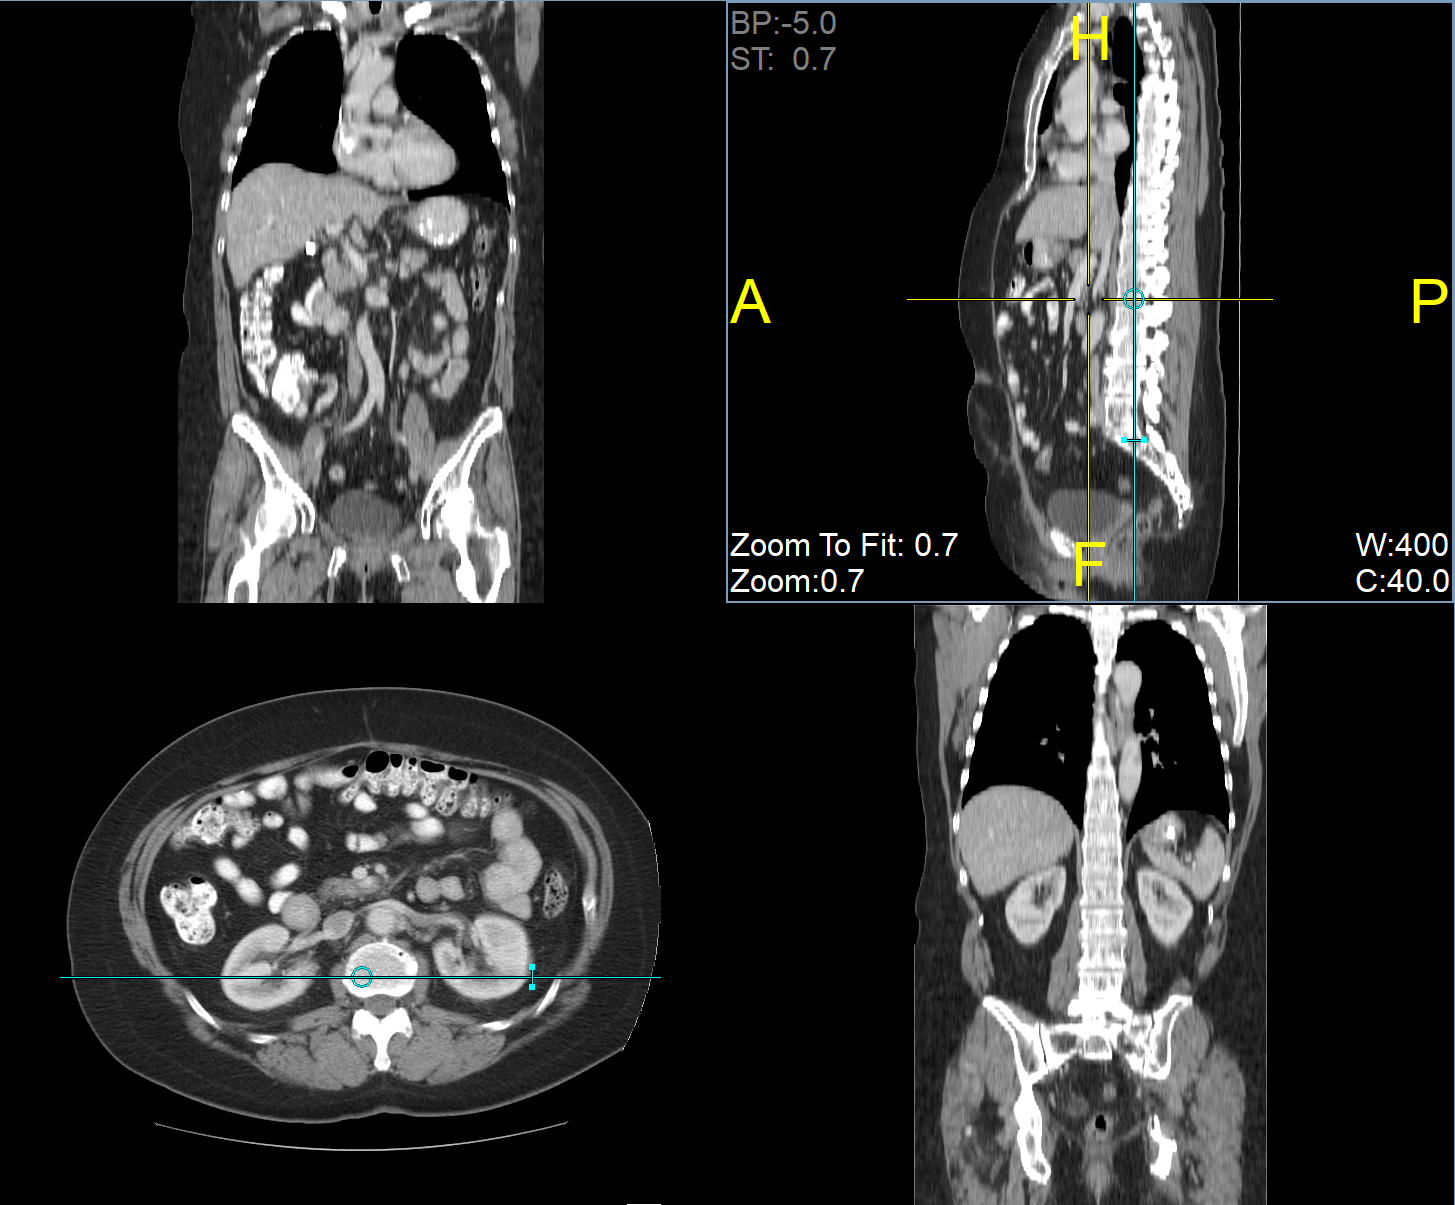 BP:-5.0
ST: 0.7
H
A
P
Zoom To Fit: 0.7
Zoom:0.7
F
W:400
C:40.0